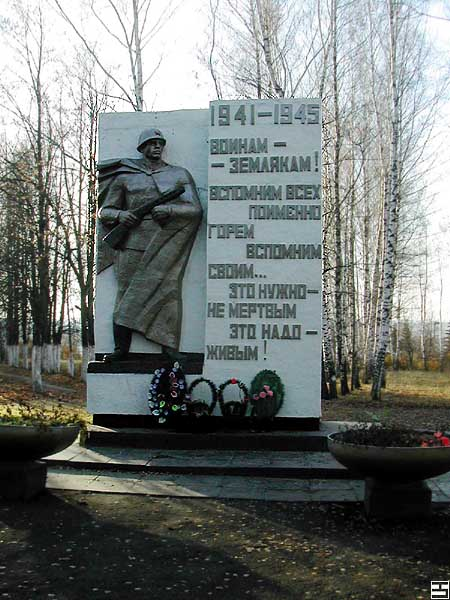 1941-1945
ВОИНАМ -
- ЗЕМЛЯКАМ!
ВСПОМНИМ ВСЕХ
ПОИМЕННО
ГОРЕМ
ВСПОМНИМ
СВОИМ...
ЭТО НУЖНО-
НЕ МЕРТВЫМ
ЭТО НАДО-
ЖИВЫМ!